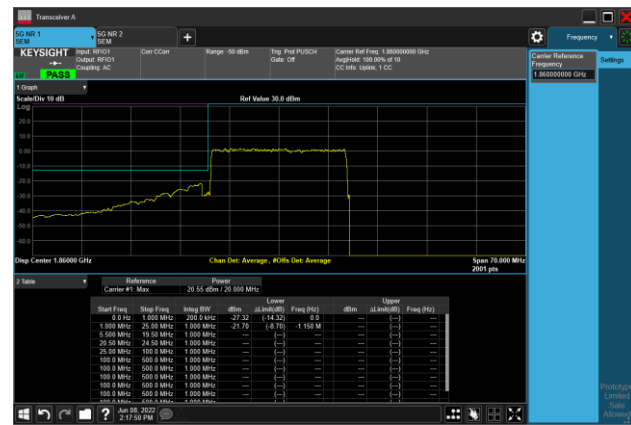 Transceiver A
5G NR 1
SEM
5G NR 2
SEM
Frequency
KEYSIGHT
Input: RFIO1
Output: RFIO1
Coupling: AC
Corr CCorr
Range: -50 dBm
Trig: Prot PUSCH
Gate: Off
Carrier Ref Freq: 1.860000000 GHz
Avg|Hold: 100.00% of 10
CC Info: Uplink, 1 CC
LV PASS
Carrier Reference
Frequency
1.860000000 GHz
Settings
1 Graph
Scale/Div 10 dB
Ref Value 30.0 dBm
Log
20.0
10.0
0.00
-10.0
-20.0
-30.0
-40.0
-50.0
-60.0
Disp Center 1.86000 GHz
Chan Det: Average , #Offs Det: Average
Span 70.000 MHz
2001 pts
2 Table
Reference Power
Carrier #1: Max 20.55 dBm / 20.000 MHz
Lower Upper
Start Freq Stop Freq Integ BW dBm ΔLimit(dB) Freq (Hz) dBm ΔLimit(dB) Freq (Hz)
0.0 Hz 1.000 MHz 200.0 kHz -27.32 (-14.32) 0.0 --- (---) ---
1.000 MHz 25.00 MHz 1.000 MHz -21.70 (-8.70) -1.150 M --- (---) ---
5.500 MHz 19.50 MHz 1.000 MHz --- (---) --- --- (---) ---
20.50 MHz 24.50 MHz 1.000 MHz --- (---) --- --- (---) ---
25.00 MHz 100.0 MHz 1.000 MHz --- (---) --- --- (---) ---
100.0 MHz 500.0 MHz 1.000 MHz --- (---) --- --- (---) ---
100.0 MHz 500.0 MHz 1.000 MHz --- (---) --- --- (---) ---
100.0 MHz 500.0 MHz 1.000 MHz --- (---) --- --- (---) ---
100.0 MHz 500.0 MHz 1.000 MHz --- (---) --- --- (---) ---
100.0 MHz 500.0 MHz 1.000 MHz --- (---) --- --- (---) ---
Jun 08, 2022
2:17:50 PM
Prototype
Limited
Sale
Allowed